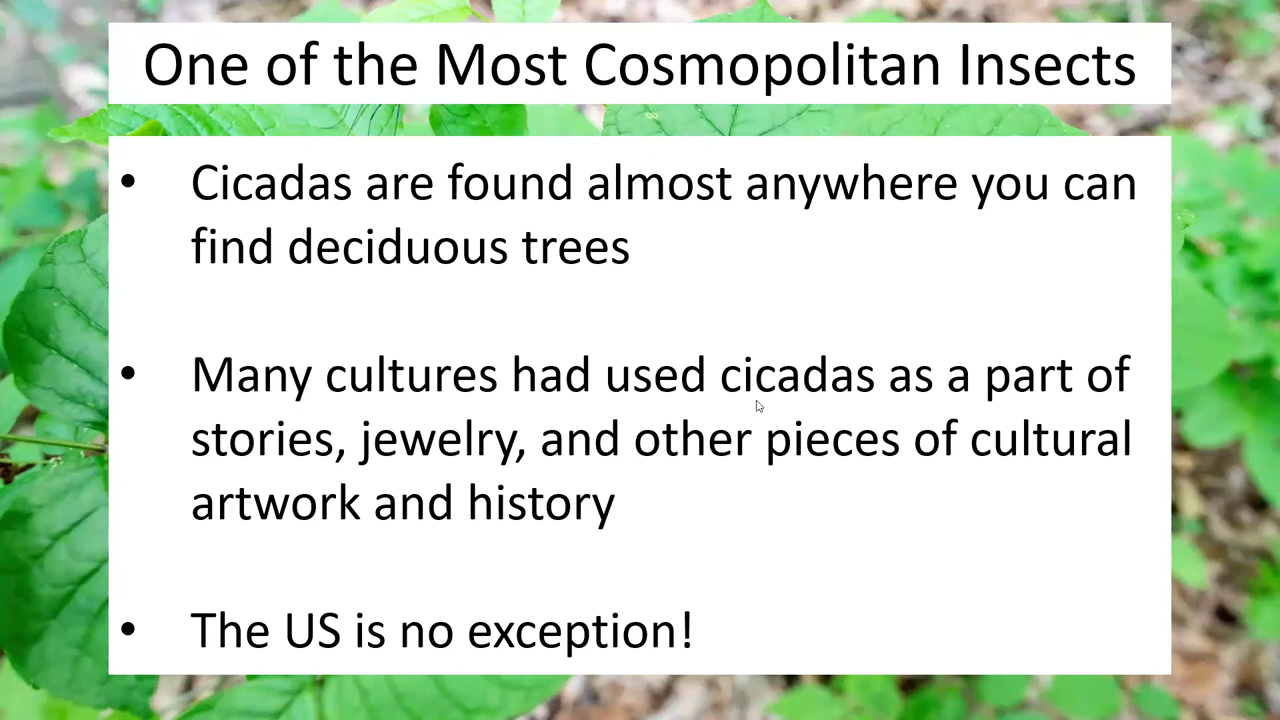 One of the Most Cosmopolitan Insects
• Cicadas are found almost anywhere you can
find deciduous trees
• Many cultures had used cicadas as a part of
stories, jewelry, and other pieces of cultural
artwork and history
• The US is no exception!